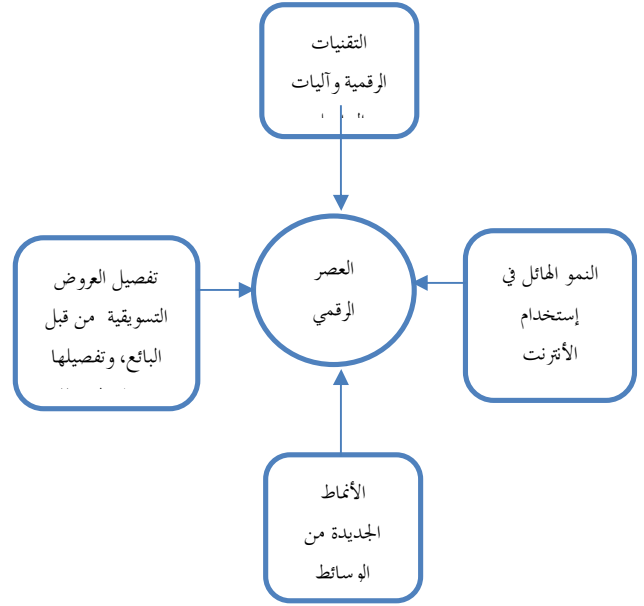 التقنيات
الرقمية وآليات
العصر
الرقمي
النمو الهائل في
إستخدام
الأنترنت
تفصيل العروض
التسويقية من قبل
البائع، وتفصيلها
الأنماط
الجديدة من
الوسائط